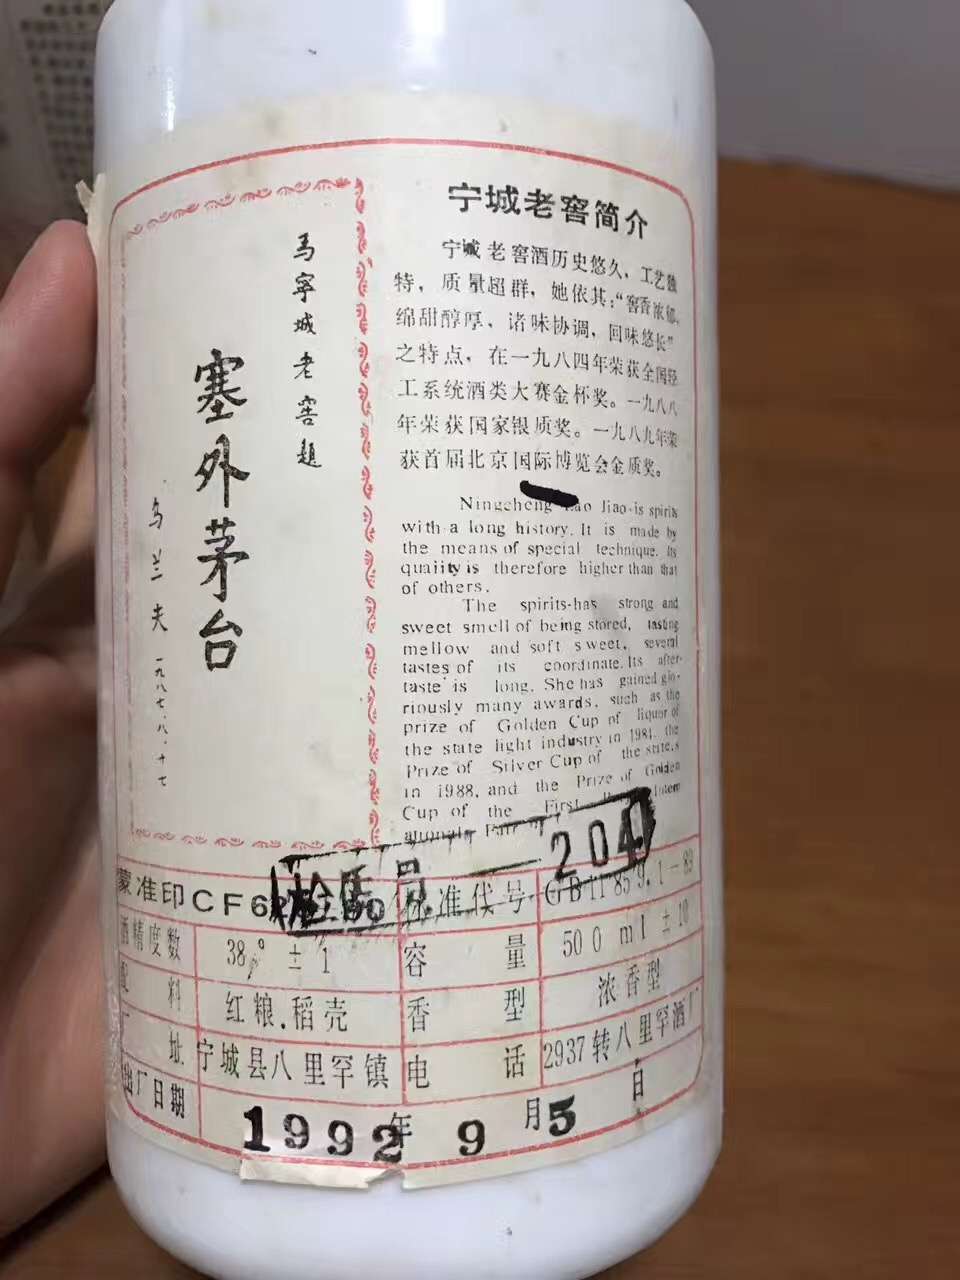 宁城老窖简介
宁城老窖酒历史悠久，工艺独
特，质量超群，她依其：“窖香浓郁，
绵甜醇厚，诸味协调，回味悠长”
之特点，在一九八四年荣获全国轻
工系统酒类大赛金杯奖。一九八八
年荣获国家银质奖。一九八九年荣
获首届北京国际博览会金质奖。
Ningcheng Lao Jiao is spirits
with a long history. It is made by
the means of special technique. Its
quaiity is therefore higher than that
of others.
The spirits-has strong and
sweet smell of being stored, tasting
mellow and soft sweet, several
tastes of its coordinate. Its after-
taste is long. She has gained glo-
riously many awards, such as the
prize of Golden Cup of liquor of
the state light industry in 1984, the
Prize of Silver Cup of the state,s
in 1988, and the Prize of Golden
Cup of the First
为宁城老窖题
塞外茅台
乌兰夫
一九八七、八、十七
检质员 —204
蒙准印CF6 标准代号 GB11859.1-89
酒精度数 38° ±1 容量 500ml±10
配料 红粮.稻壳 香型 浓香型
厂址 宁城县八里罕镇 电话 2937转八里罕酒厂
出厂日期 1992年9月5日